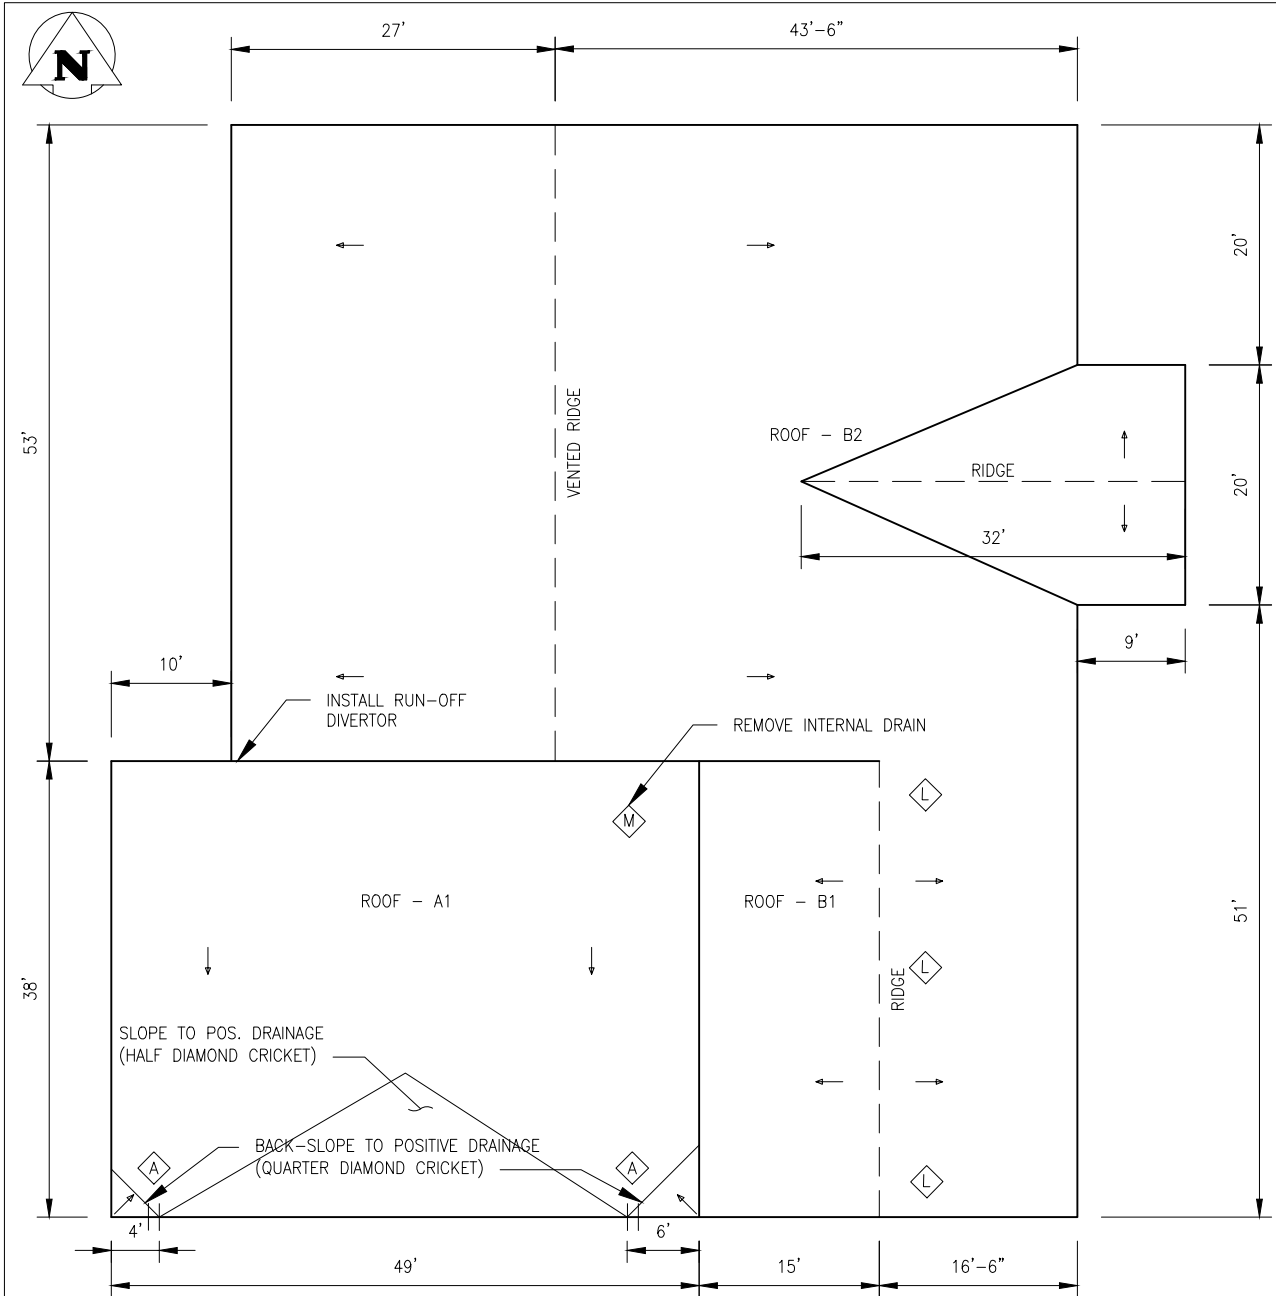 N
27'
43'-6"
20'
53'
VENTED RIDGE
ROOF - B2
RIDGE
20'
32'
9'
10'
INSTALL RUN-OFF
DIVERTOR
REMOVE INTERNAL DRAIN
L
M
ROOF - A1
ROOF - B1
51'
38'
L
RIDGE
SLOPE TO POS. DRAINAGE
(HALF DIAMOND CRICKET)
BACK-SLOPE TO POSITIVE DRAINAGE
(QUARTER DIAMOND CRICKET)
A
A
L
4'
6'
49'
15'
16'-6"